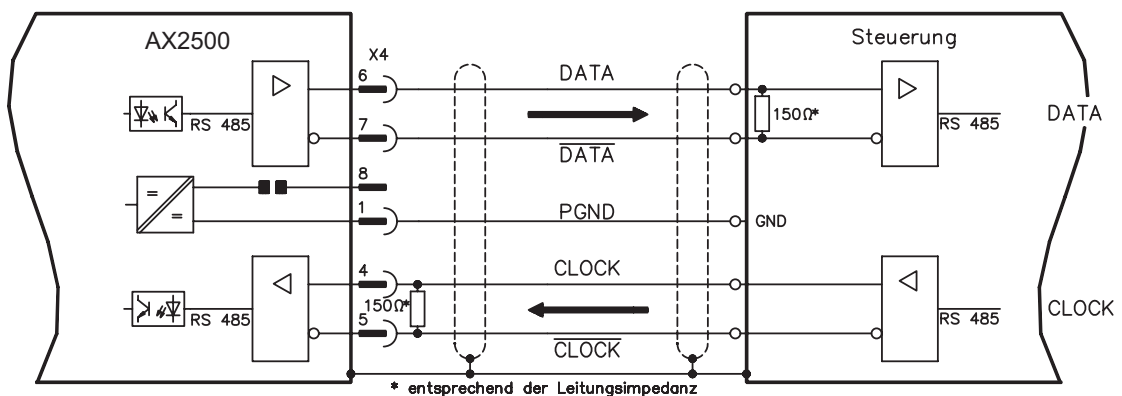 AX2500
X4
Steuerung
6
DATA
RS 485
150Ω*
RS 485
DATA
7
DATA
8
=
=
1
PGND
GND
4
CLOCK
RS 485
150Ω*
RS 485
CLOCK
5
CLOCK
* entsprechend der Leitungsimpedanz